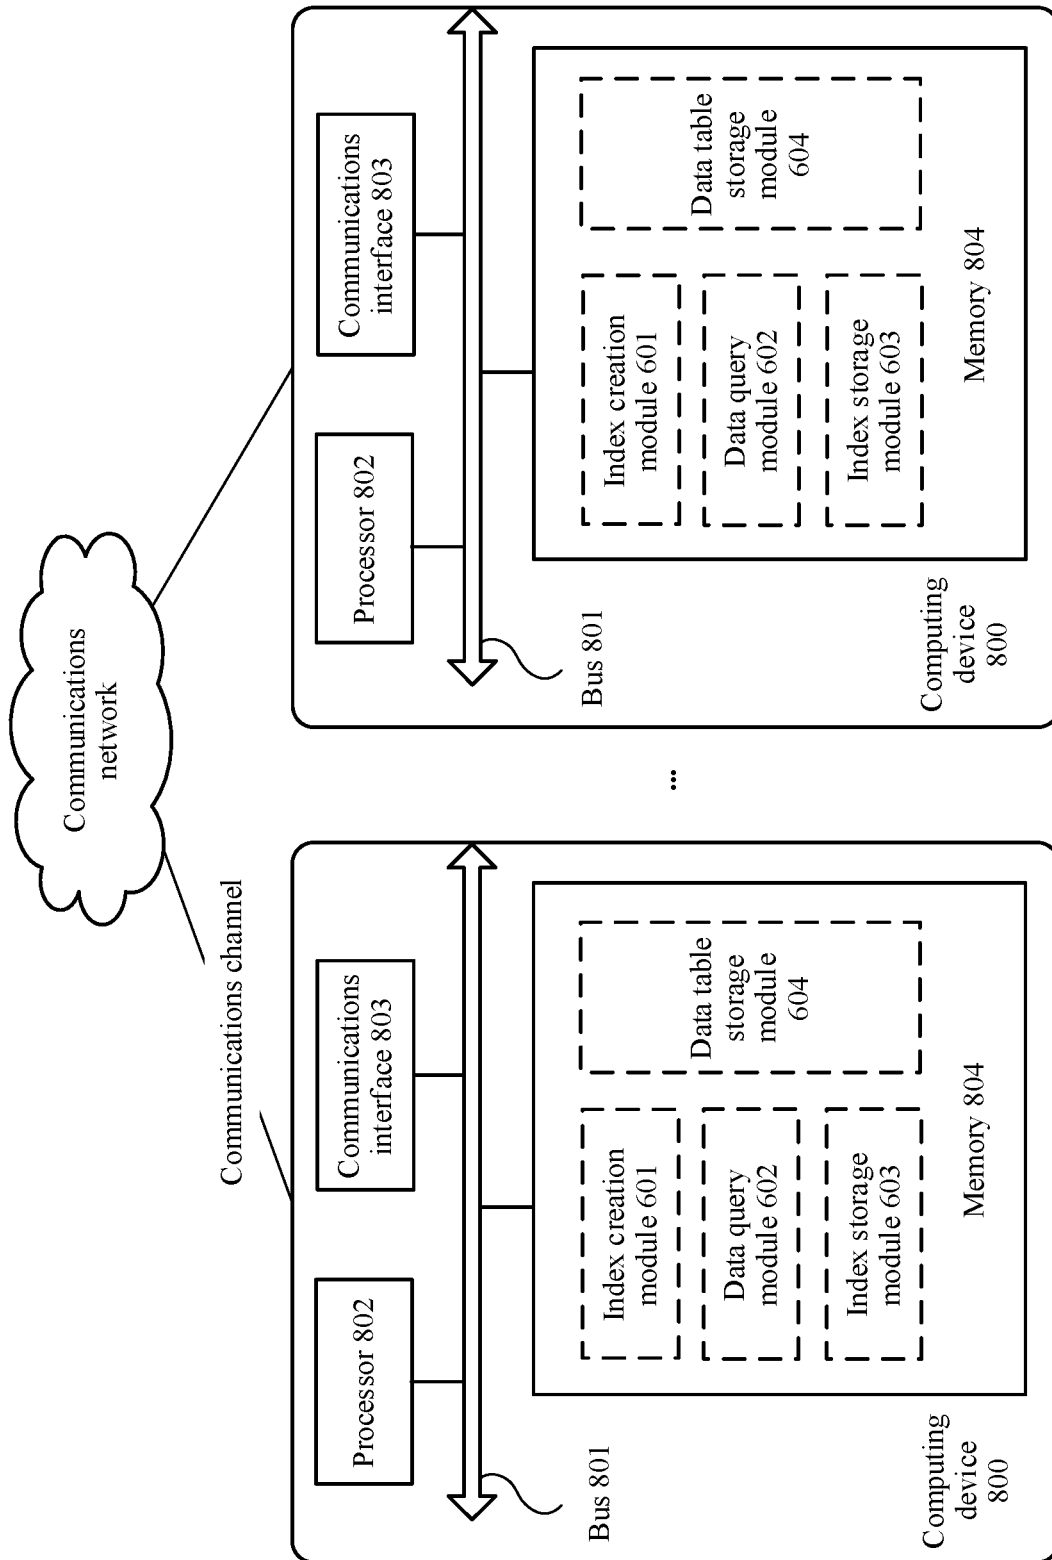 Communications
network
Communications channel
Processor 802
Communications
interface 803
Bus 801
Index creation
module 601
Data query
module 602
Index storage
module 603
Data table
storage
module
604
Memory 804
Computing
device
800
...
Processor 802
Communications
interface 803
Bus 801
Index creation
module 601
Data query
module 602
Index storage
module 603
Data table
storage
module
604
Memory 804
Computing
device
800